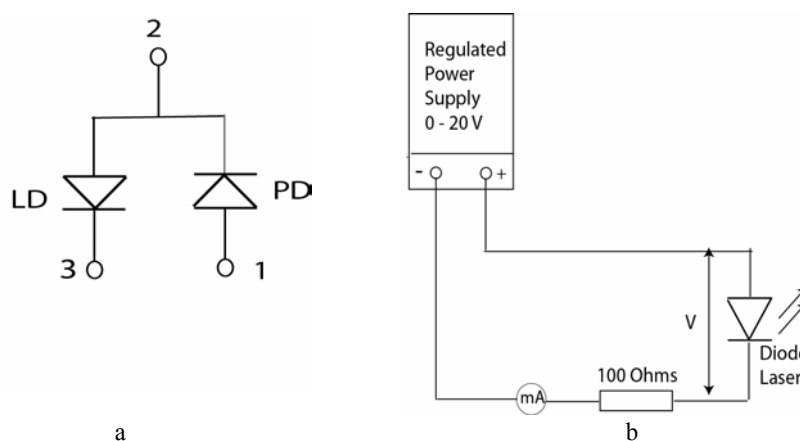 2
LD
PD
3
1
a
Regulated
Power
Supply
0 - 20 V
- +
V
Diode
Laser
100 Ohms
mA
b